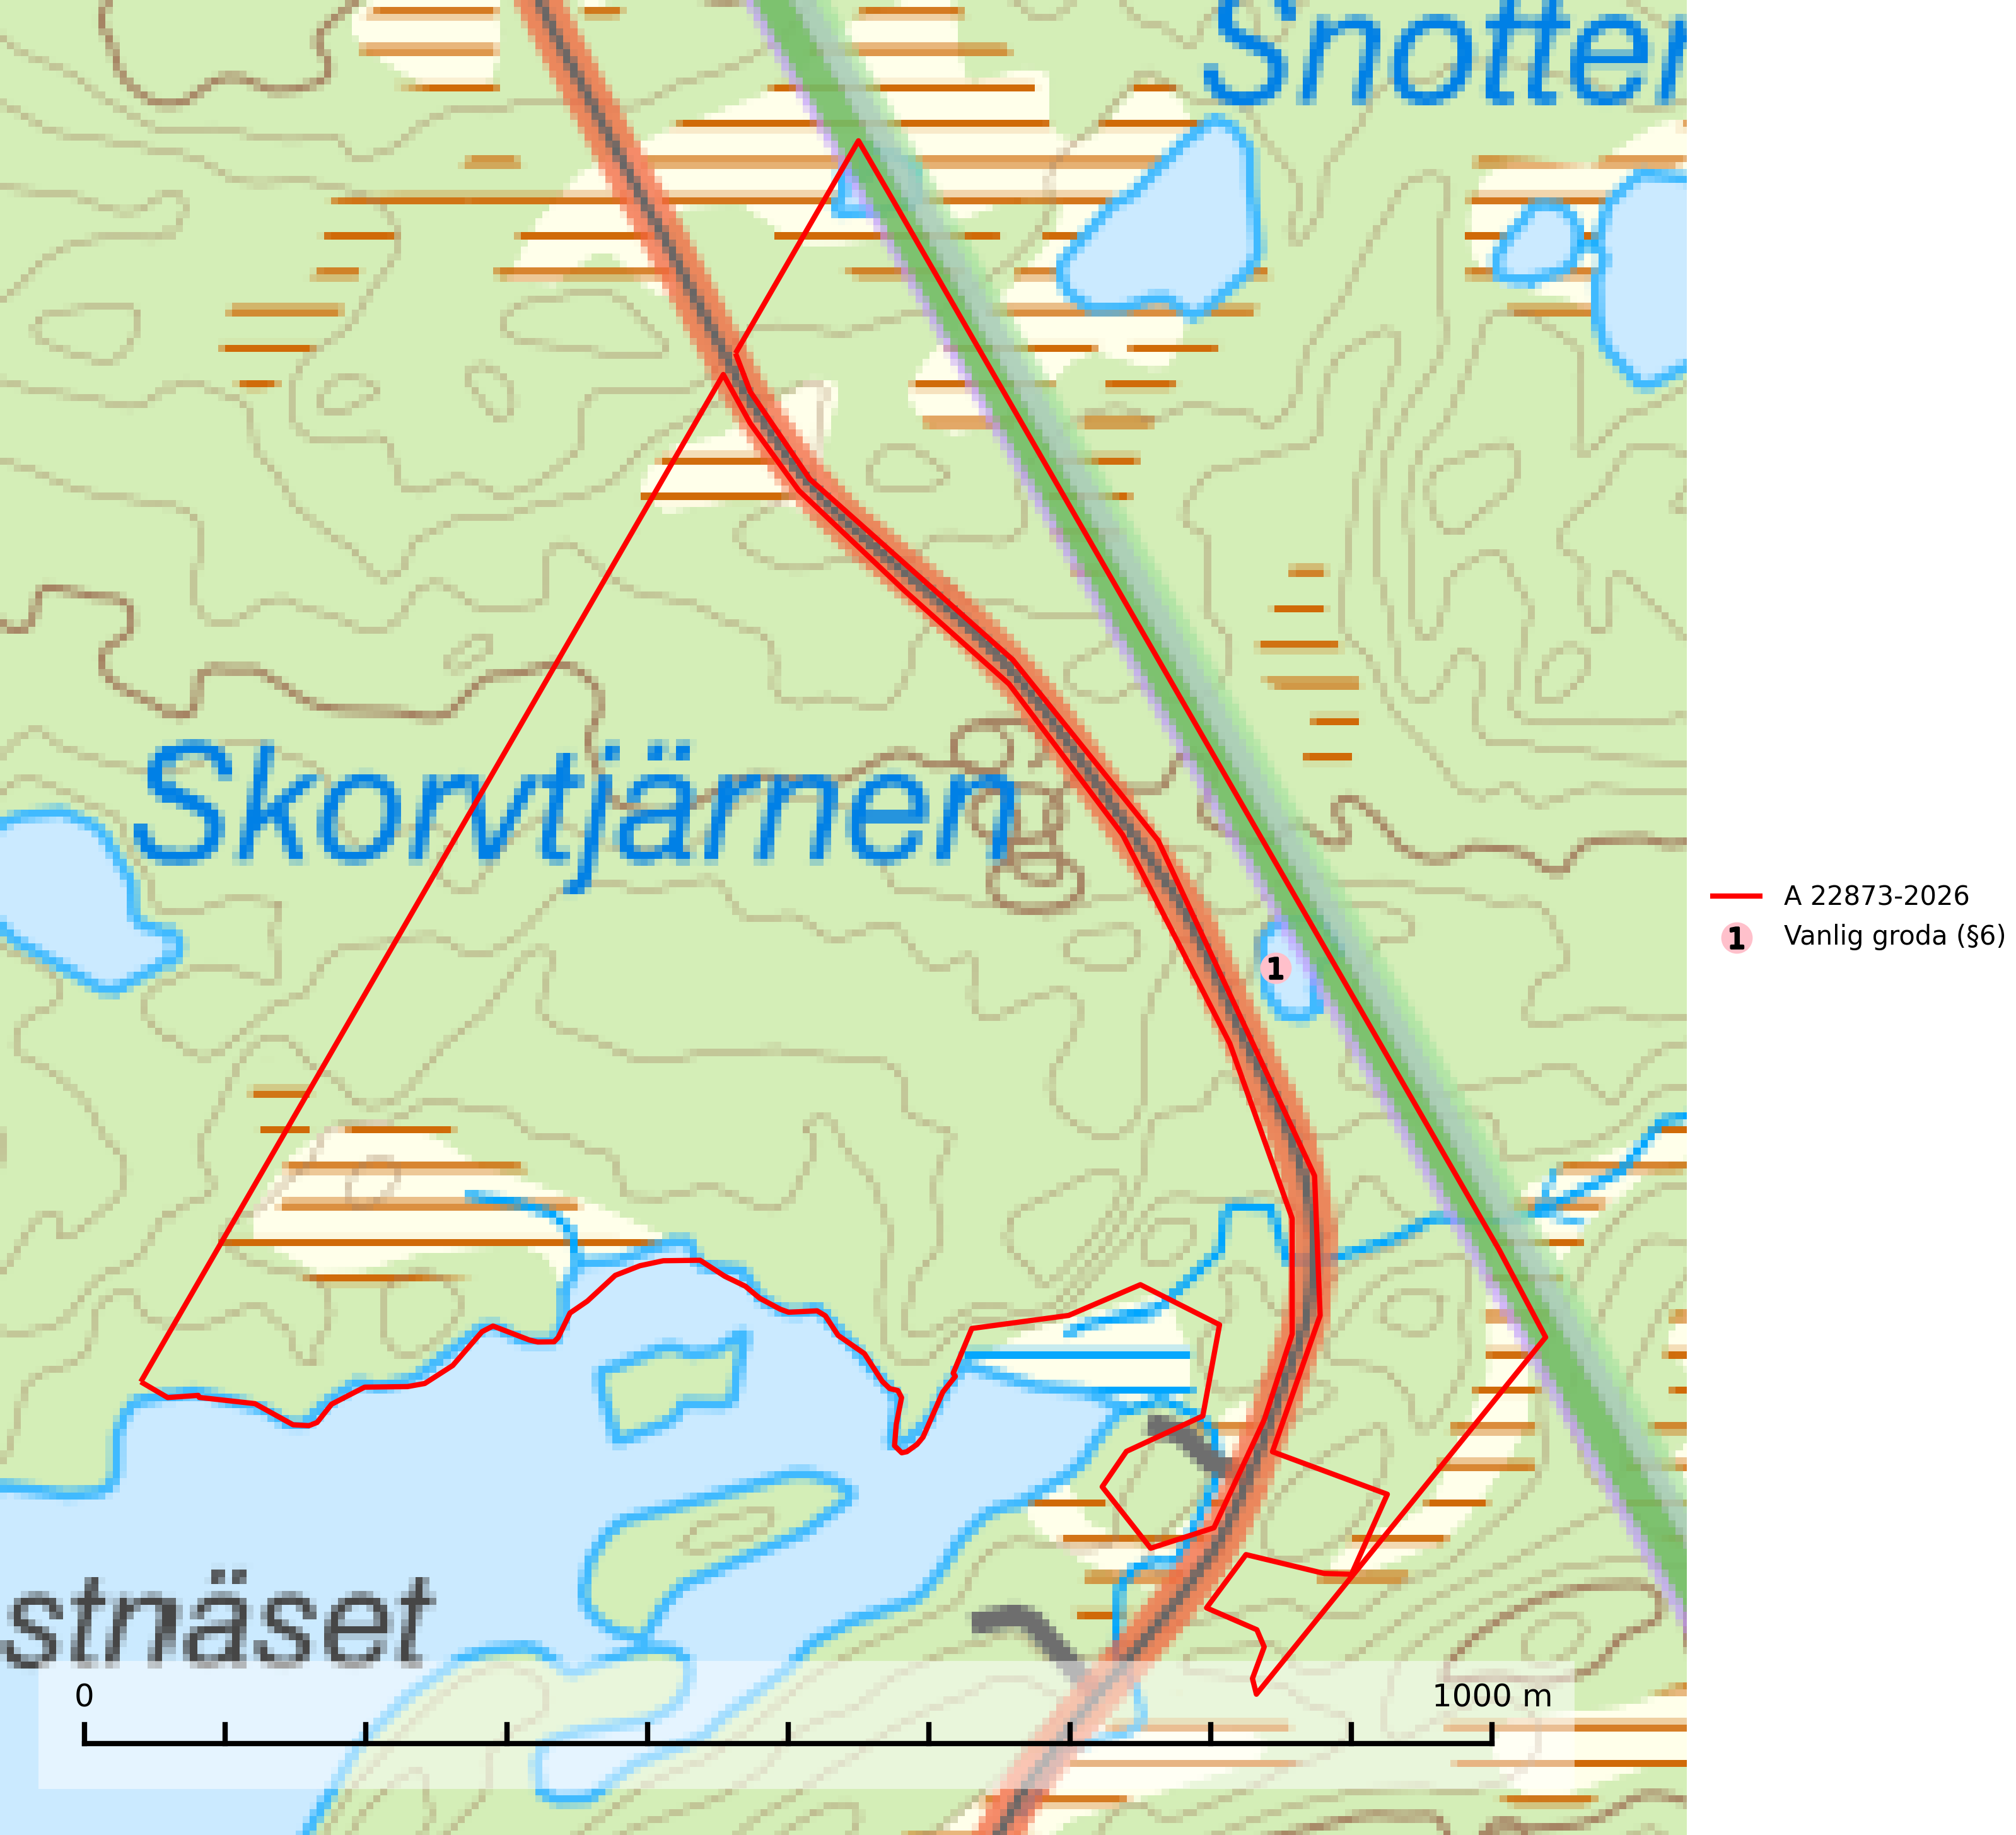 Snotter
Skorvtjärnen
1
A 22873-2026
1 Vanlig groda (§6)
stnäset
0
1000 m